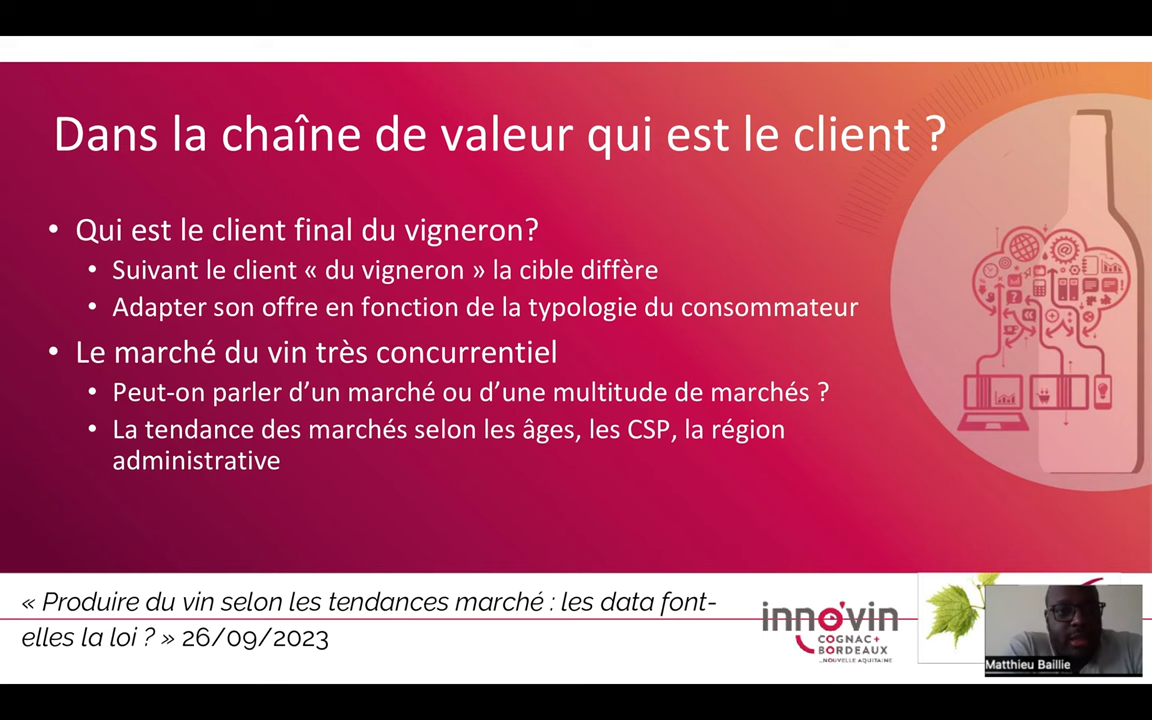 Dans la chaîne de valeur qui est le client ?
• Qui est le client final du vigneron?
• Suivant le client « du vigneron » la cible diffère
• Adapter son offre en fonction de la typologie du consommateur
• Le marché du vin très concurrentiel
• Peut-on parler d’un marché ou d’une multitude de marchés ?
• La tendance des marchés selon les âges, les CSP, la région
administrative
« Produire du vin selon les tendances marché : les data font-
elles la loi ? » 26/09/2023
inno'vin
COGNAC+
BORDEAUX
_NOUVELLE AQUITAINE
Matthieu Baillie